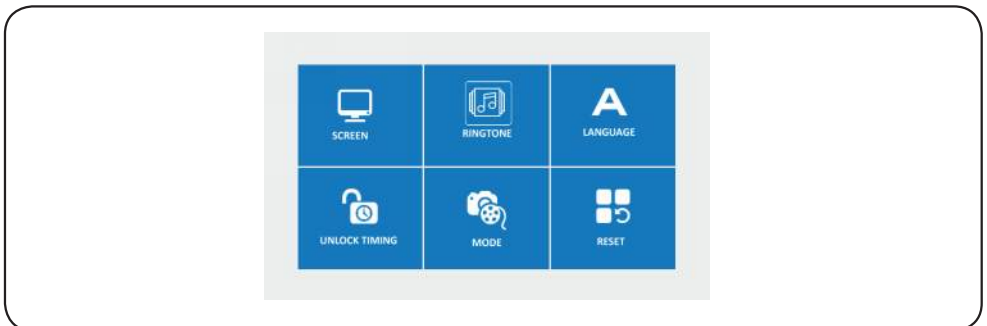 SCREEN
RINGTONE
A
LANGUAGE
UNLOCK TIMING
MODE
RESET